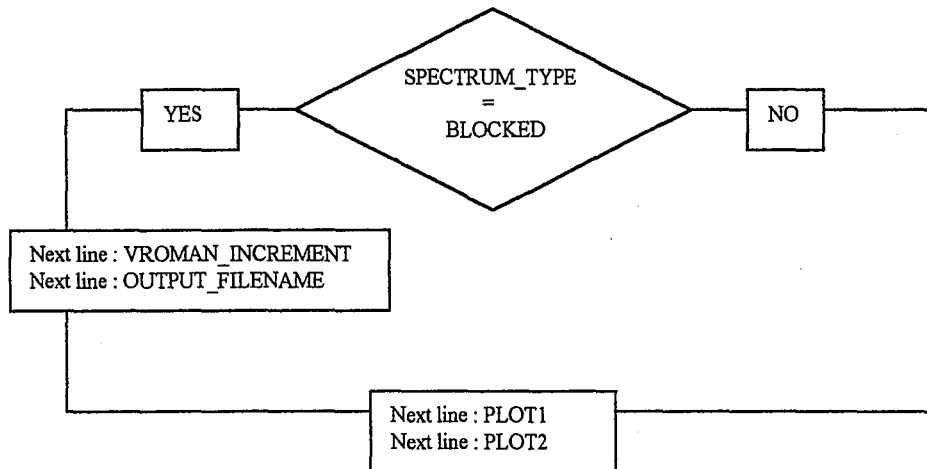 SPECTRUM_TYPE
=
BLOCKED
YES
NO
Next line : VROMAN_INCREMENT
Next line : OUTPUT_FILENAME
Next line : PLOT1
Next line : PLOT2